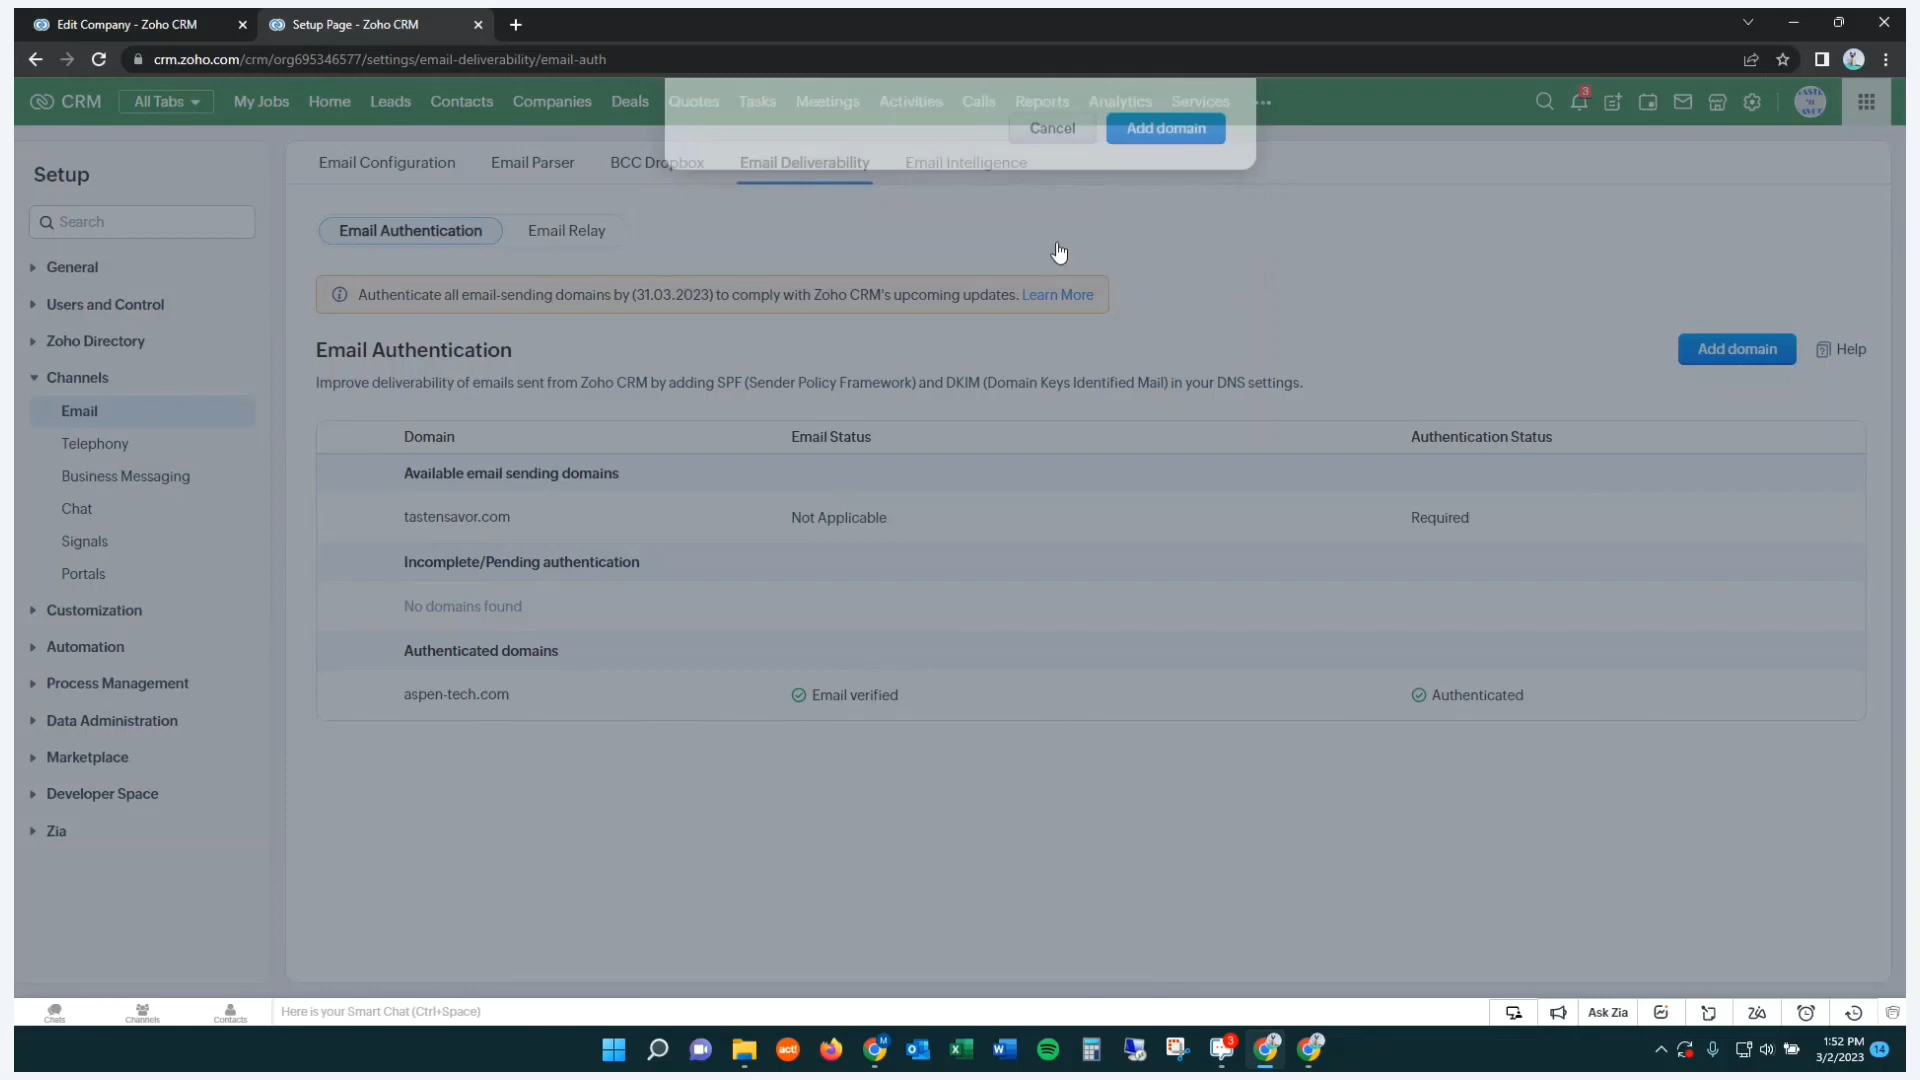 Edit Company - Zoho CRM
Setup Page - Zoho CRM
crm.zoho.com/crm/org695346577/settings/email-deliverability/email-auth
CRM
All Tabs
My Jobs
Home
Leads
Contacts
Companies
Deals
Quotes
Tasks
Meetings
Activities
Calls
Reports
Analytics
Services
3
Cancel
Add domain
Setup
Search
General
Users and Control
Zoho Directory
Channels
Email
Telephony
Business Messaging
Chat
Signals
Portals
Customization
Automation
Process Management
Data Administration
Marketplace
Developer Space
Zia
Email Configuration
Email Parser
BCC Dropbox
Email Deliverability
Email Intelligence
Email Authentication
Email Relay
Authenticate all email-sending domains by (31.03.2023) to comply with Zoho CRM's upcoming updates. Learn More
Email Authentication
Add domain
Help
Improve deliverability of emails sent from Zoho CRM by adding SPF (Sender Policy Framework) and DKIM (Domain Keys Identified Mail) in your DNS settings.
Domain
Email Status
Authentication Status
Available email sending domains
tastensavor.com
Not Applicable
Required
Incomplete/Pending authentication
No domains found
Authenticated domains
aspen-tech.com
Email verified
Authenticated
Chats
Channels
Contacts
Here is your Smart Chat (Ctrl+Space)
Ask Zia
act!
M
3
1:52 PM
3/2/2023
14